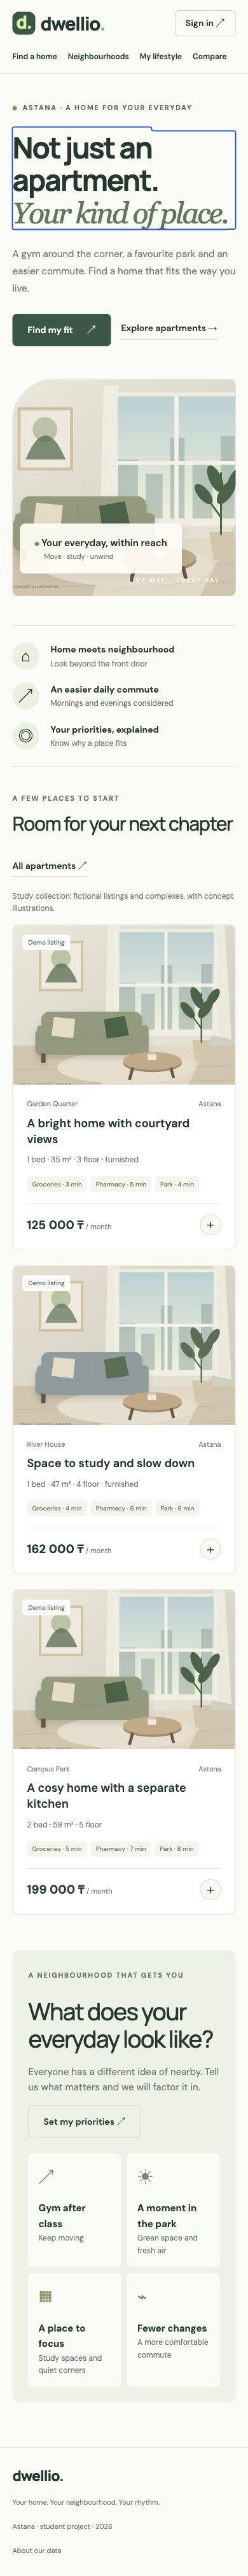 d. dwellio.
Sign in ↗
Find a home Neighbourhoods My lifestyle Compare
ASTANA · A HOME FOR YOUR EVERYDAY
Not just an
apartment.
Your kind of place.
A gym around the corner, a favourite park and an
easier commute. Find a home that fits the way you
live.
Find my fit ↗
Explore apartments →
Your everyday, within reach
Move · study · unwind
LIVE WELL, EVERY DAY
CONCEPT ILLUSTRATION
Home meets neighbourhood
Look beyond the front door
An easier daily commute
Mornings and evenings considered
Your priorities, explained
Know why a place fits
A FEW PLACES TO START
Room for your next chapter
All apartments ↗
Study collection: fictional listings and complexes, with concept
illustrations.
Demo listing
Garden Quarter Astana
A bright home with courtyard
views
1 bed · 35 m² · 3 floor · furnished
Groceries · 3 min Pharmacy · 5 min Park · 4 min
125 000 ₸ / month +
Demo listing
River House Astana
Space to study and slow down
1 bed · 47 m² · 4 floor · furnished
Groceries · 4 min Pharmacy · 6 min Park · 6 min
162 000 ₸ / month +
Demo listing
Campus Park Astana
A cosy home with a separate
kitchen
2 bed · 59 m² · 5 floor
Groceries · 5 min Pharmacy · 7 min Park · 8 min
199 000 ₸ / month +
A NEIGHBOURHOOD THAT GETS YOU
What does your
everyday look like?
Everyone has a different idea of nearby. Tell
us what matters and we will factor it in.
Set my priorities ↗
Gym after
class
Keep moving
A moment in
the park
Green space and
fresh air
A place to
focus
Study spaces and
quiet corners
Fewer changes
A more comfortable
commute
dwellio.
Your home. Your neighbourhood. Your rhythm.
Astana · student project · 2026
About our data